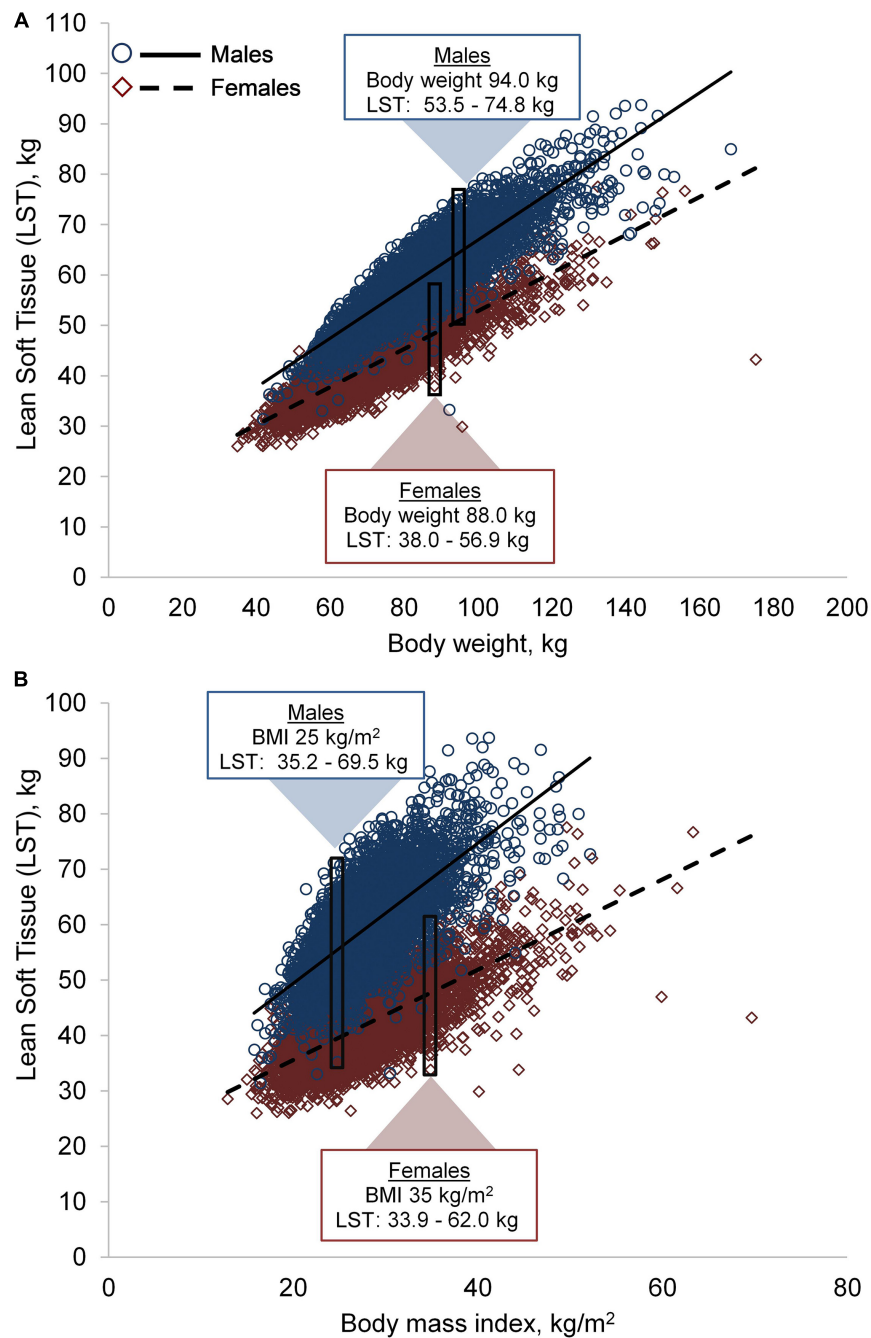 A
110
100
90
80
70
60
50
40
30
20
10
0
Lean Soft Tissue (LST), kg
Males
Females
Males
Body weight 94.0 kg
LST: 53.5 - 74.8 kg
Females
Body weight 88.0 kg
LST: 38.0 - 56.9 kg
0 20 40 60 80 100 120 140 160 180 200
Body weight, kg
B
100
90
80
70
60
50
40
30
20
10
0
Lean Soft Tissue (LST), kg
Males
BMI 25 kg/m²
LST: 35.2 - 69.5 kg
Females
BMI 35 kg/m²
LST: 33.9 - 62.0 kg
0 20 40 60 80
Body mass index, kg/m²